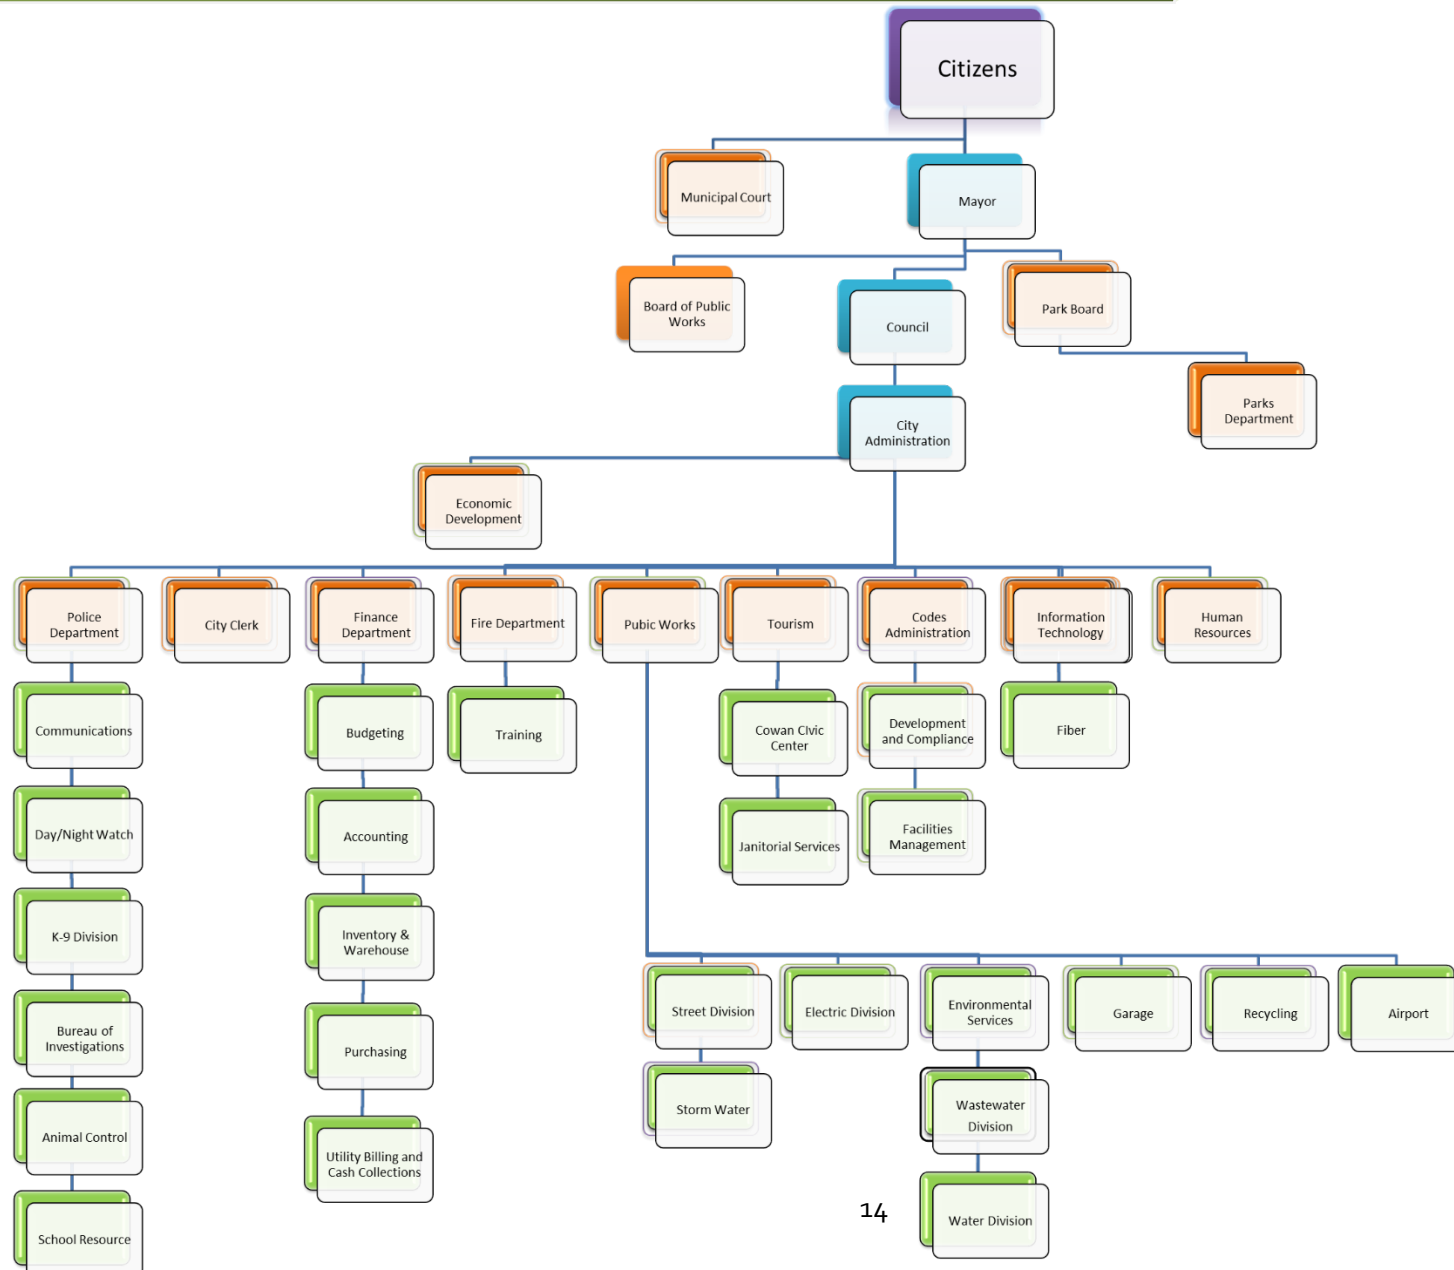 Citizens
Municipal Court
Mayor
Board of Public
Works
Council
Park Board
City
Administration
Parks
Department
Economic
Development
Police
Department
City Clerk
Finance
Department
Fire Department
Pubic Works
Tourism
Codes
Administration
Information
Technology
Human
Resources
Communications
Budgeting
Training
Cowan CIvic
Center
Development
and Compliance
Fiber
Day/Night Watch
Accounting
Janitorial Services
Facilities
Management
K-9 Division
Inventory &
Warehouse
Street Division
Electric Division
Environmental
Services
Garage
Recycling
Airport
Bureau of
Investigations
Purchasing
Storm Water
Wastewater
Division
Animal Control
Utility Billing and
Cash Collections
Water Division
School Resource
14